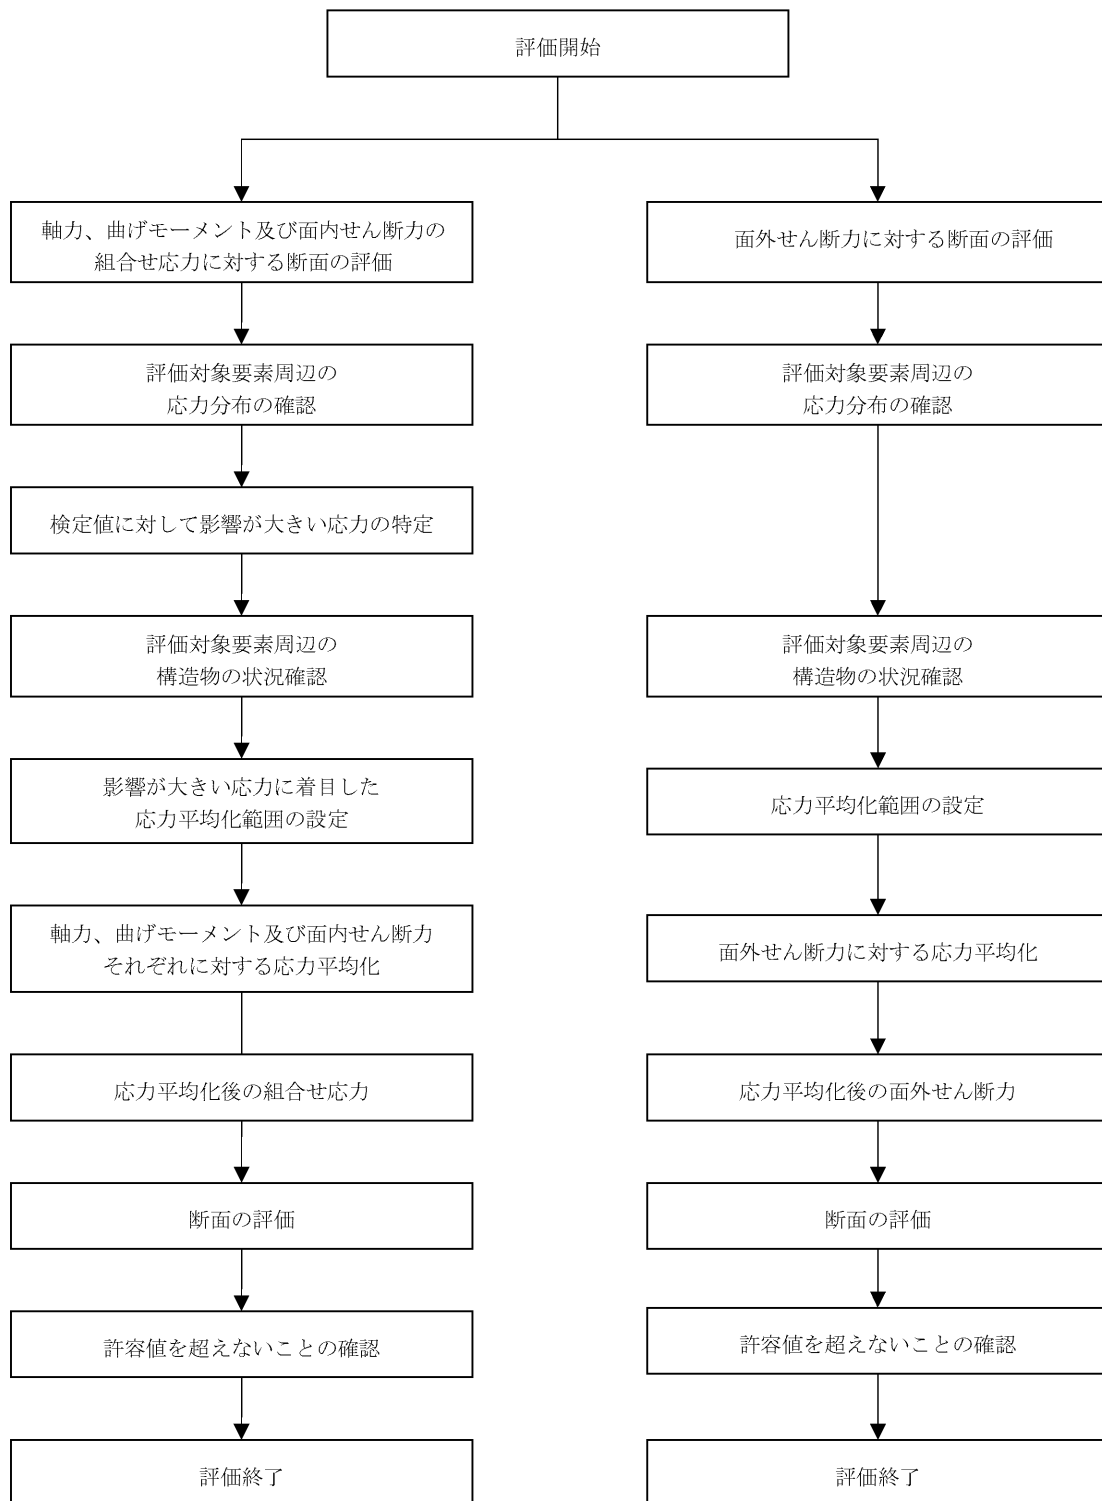 評価開始
軸力、曲げモーメント及び面内せん断力の
組合せ応力に対する断面の評価
評価対象要素周辺の
応力分布の確認
検定値に対して影響が大きい応力の特定
評価対象要素周辺の
構造物の状況確認
影響が大きい応力に着目した
応力平均化範囲の設定
軸力、曲げモーメント及び面内せん断力
それぞれに対する応力平均化
応力平均化後の組合せ応力
断面の評価
許容値を超えないことの確認
評価終了
面外せん断力に対する断面の評価
評価対象要素周辺の
応力分布の確認
評価対象要素周辺の
構造物の状況確認
応力平均化範囲の設定
面外せん断力に対する応力平均化
応力平均化後の面外せん断力
断面の評価
許容値を超えないことの確認
評価終了